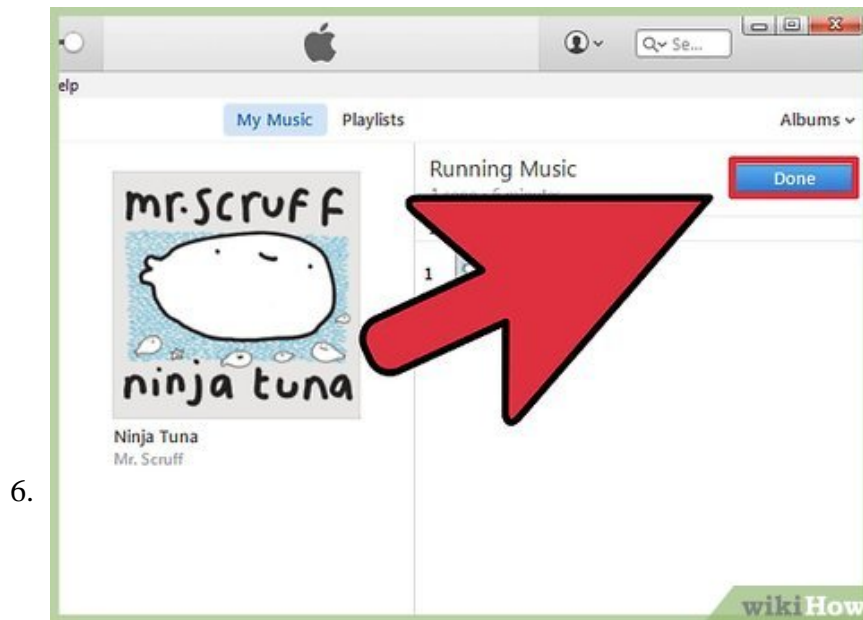 Se...
elp
My Music Playlists Albums
Running Music
Done
mr.scruff
1
ninja tuna
Ninja Tuna
Mr. Scruff
6.
wikiHow